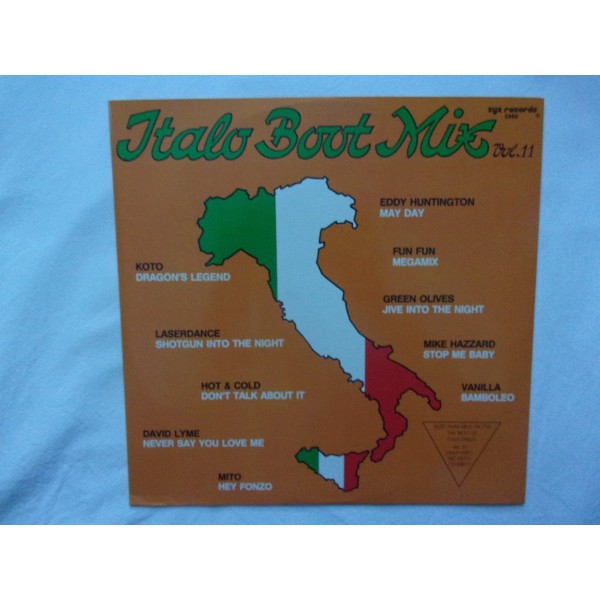 zyx records
Italo Boot Mix
Vol.11
EDDY HUNTINGTON
MAY DAY
FUN FUN
MEGAMIX
KOTO
DRAGON'S LEGEND
GREEN OLIVES
JIVE INTO THE NIGHT
LASERDANCE
SHOTGUN INTO THE NIGHT
MIKE HAZZARD
STOP ME BABY
HOT & COLD
DON'T TALK ABOUT IT
VANILLA
BAMBOLEO
DAVID LYME
NEVER SAY YOU LOVE ME
MITO
HEY FONZO